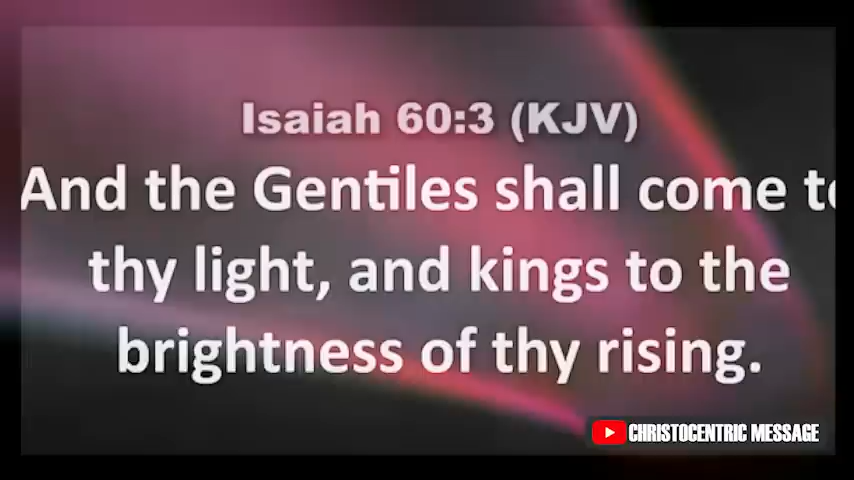 Isaiah 60:3 (KJV)
And the Gentiles shall come to
thy light, and kings to the
brightness of thy rising.
CHRISTOCENTRIC MESSAGE